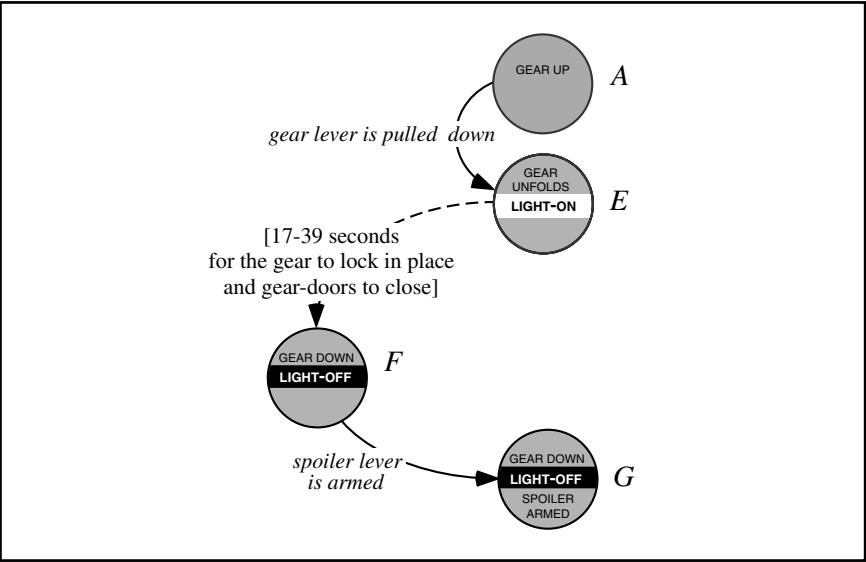 GEAR UP
A
gear lever is pulled down
GEAR
UNFOLDS
LIGHT-ON
E
[17-39 seconds
for the gear to lock in place
and gear-doors to close]
GEAR DOWN
LIGHT-OFF
F
spoiler lever
is armed
GEAR DOWN
LIGHT-OFF
SPOILER
ARMED
G